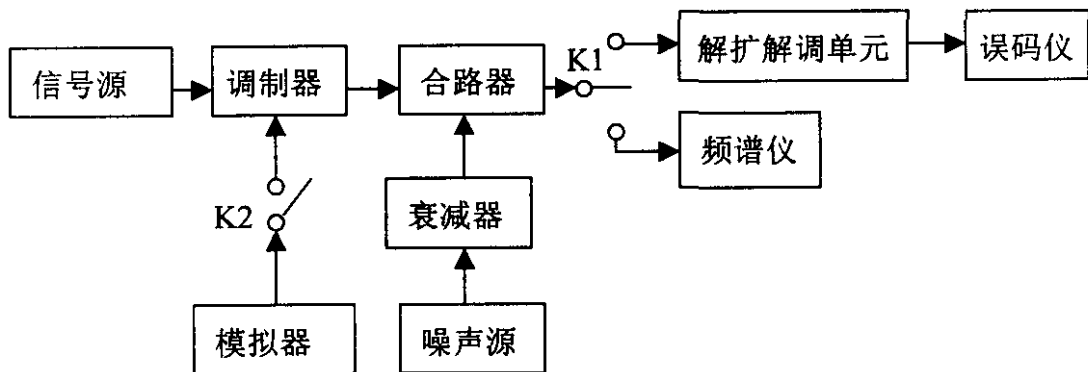 信号源
调制器
合路器
K1
解扩解调单元
误码仪
频谱仪
K2
衰减器
模拟器
噪声源